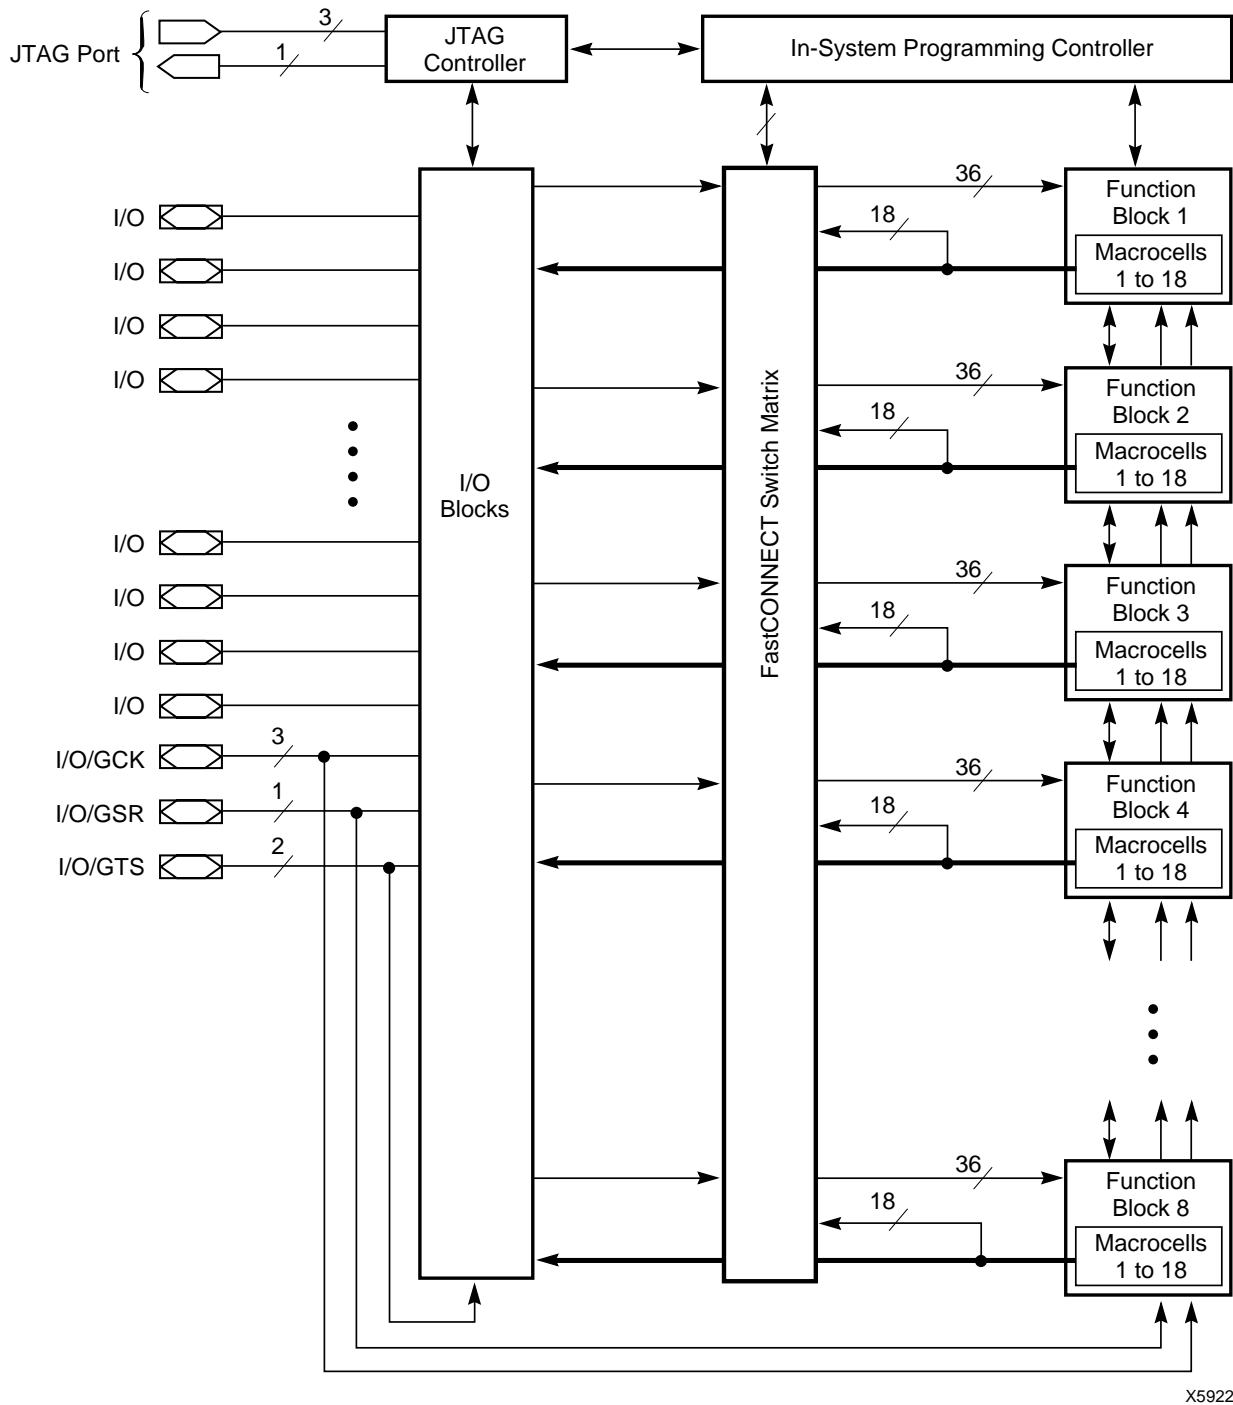 3
JTAG Port
1
JTAG
Controller
In-System Programming Controller
I/O
I/O
I/O
I/O
I/O
I/O
I/O
I/O
I/O/GCK
3
I/O/GSR
1
I/O/GTS
2
I/O
Blocks
FastCONNECT Switch Matrix
36
18
Function
Block 1
Macrocells
1 to 18
36
18
Function
Block 2
Macrocells
1 to 18
36
18
Function
Block 3
Macrocells
1 to 18
36
18
Function
Block 4
Macrocells
1 to 18
36
18
Function
Block 8
Macrocells
1 to 18
X5922